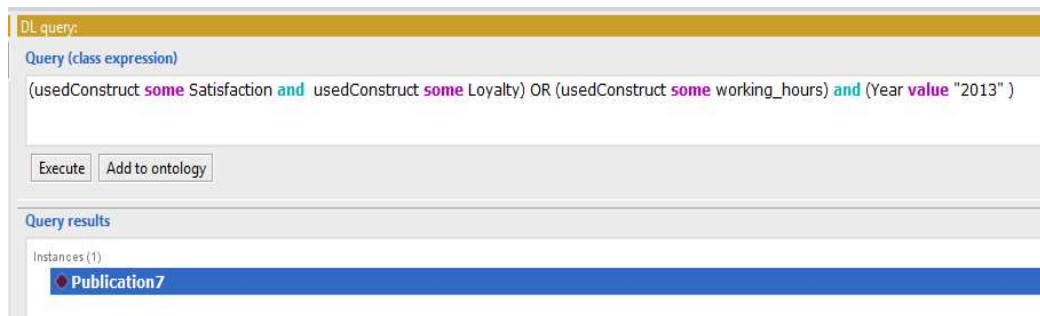 DL query:
Query (class expression)
(usedConstruct some Satisfaction and usedConstruct some Loyalty) OR (usedConstruct some working_hours) and (Year value "2013" )
Execute Add to ontology
Query results
Instances (1)
Publication7